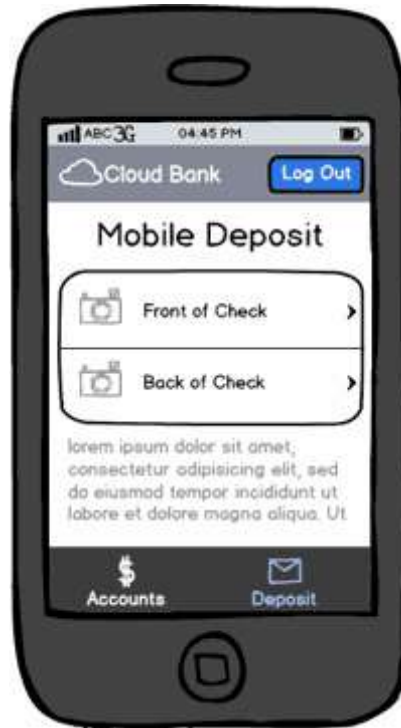 ABC 3G 04:45 PM
Cloud Bank Log Out
Mobile Deposit
Front of Check
Back of Check
lorem ipsum dolor sit amet,
consectetur adipisicing elit, sed
do eiusmod tempor incididunt ut
labore et dolore magna aliqua. Ut
$
Accounts Deposit